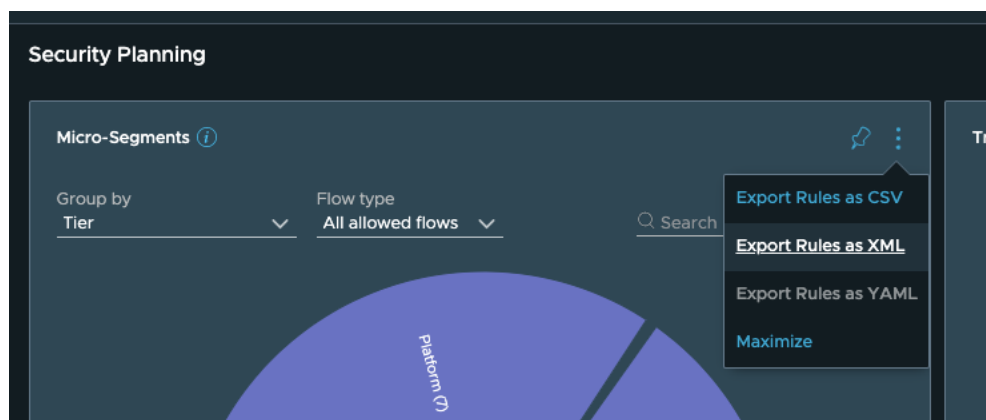 Security Planning
Micro-Segments
Group by
Tier
Flow type
All allowed flows
Search
Export Rules as CSV
Export Rules as XML
Export Rules as YAML
Maximize
Platform (7)